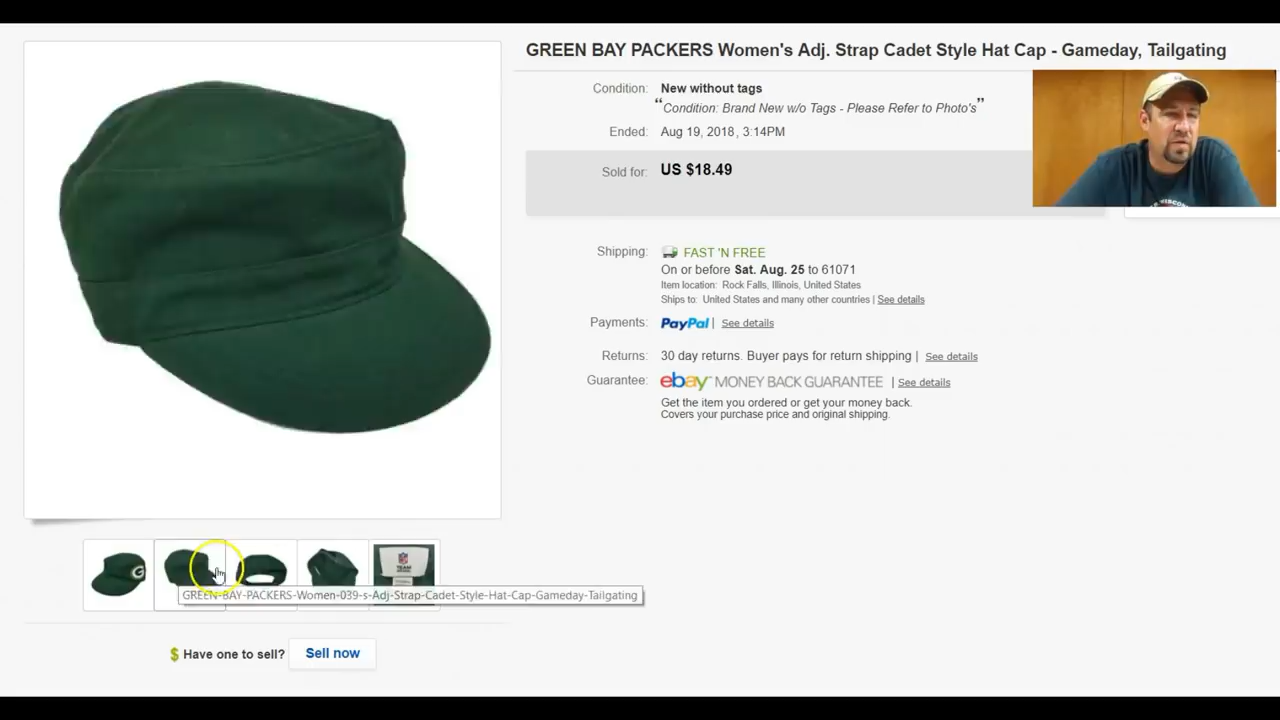 GREEN BAY PACKERS Women's Adj. Strap Cadet Style Hat Cap - Gameday, Tailgating
Condition: New without tags
“Condition: Brand New w/o Tags - Please Refer to Photo's”
Ended: Aug 19, 2018 , 3:14PM
Sold for: US $18.49
Shipping: FAST 'N FREE
On or before Sat. Aug. 25 to 61071
Item location: Rock Falls, Illinois, United States
Ships to: United States and many other countries | See details
Payments: PayPal | See details
Returns: 30 day returns. Buyer pays for return shipping | See details
Guarantee: ebay MONEY BACK GUARANTEE | See details
Get the item you ordered or get your money back.
Covers your purchase price and original shipping.
G
NFL
TEAM
GREEN-BAY-PACKERS-Women-039-s-Adj-Strap-Cadet-Style-Hat-Cap-Gameday-Tailgating
$ Have one to sell? Sell now